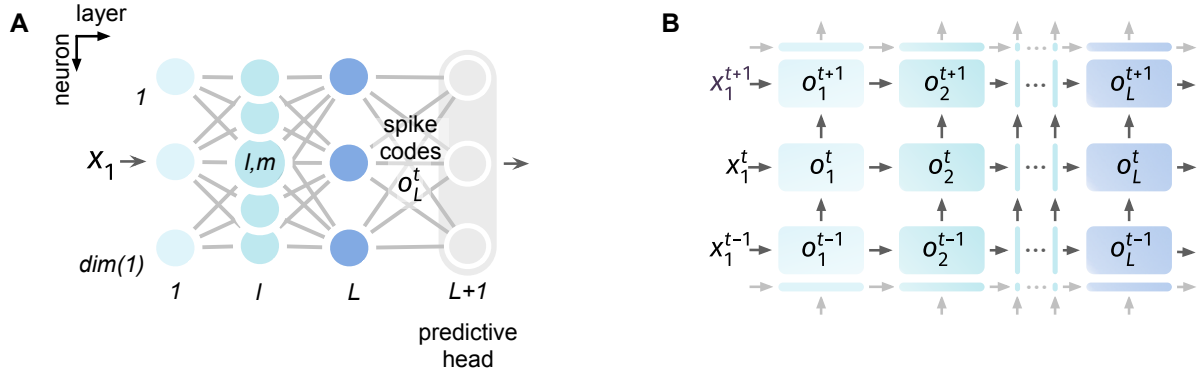 A
layer
neuron
1
x₁
dim(1)
l,m
spike
codes
o_L^t
1
l
L
L+1
predictive
head
B
x_1^{t+1}
o_1^{t+1}
o_2^{t+1}
...
o_L^{t+1}
x_1^t
o_1^t
o_2^t
...
o_L^t
x_1^{t-1}
o_1^{t-1}
o_2^{t-1}
...
o_L^{t-1}